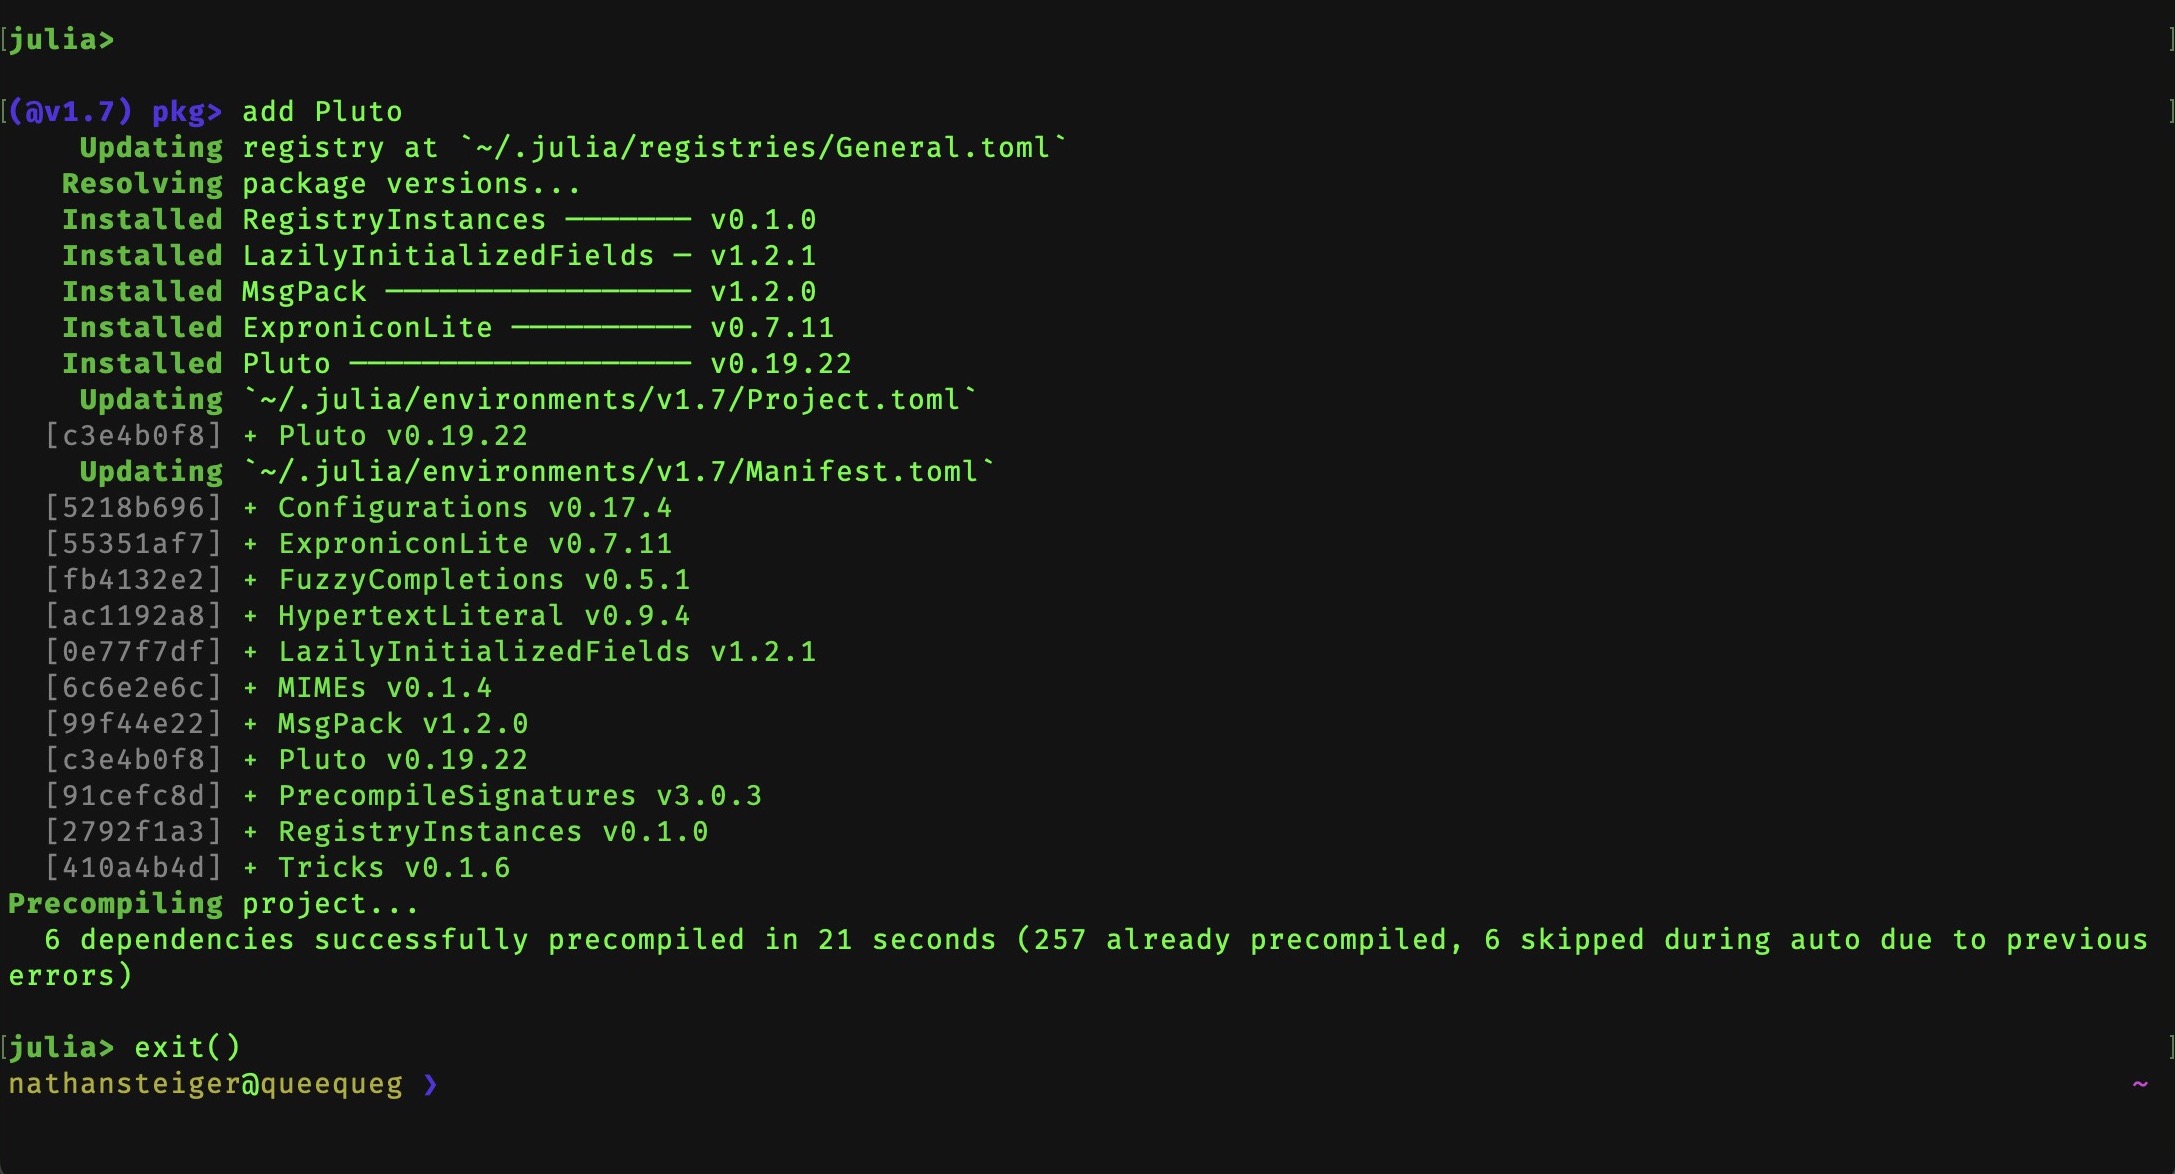 [julia>                                                                ]
[(@v1.7) pkg> add Pluto                                                ]
    Updating registry at `~/.julia/registries/General.toml`
   Resolving package versions...
   Installed RegistryInstances ─────── v0.1.0
   Installed LazilyInitializedFields ─ v1.2.1
   Installed MsgPack ───────────────── v1.2.0
   Installed ExproniconLite ────────── v0.7.11
   Installed Pluto ─────────────────── v0.19.22
    Updating `~/.julia/environments/v1.7/Project.toml`
  [c3e4b0f8] + Pluto v0.19.22
    Updating `~/.julia/environments/v1.7/Manifest.toml`
  [5218b696] + Configurations v0.17.4
  [55351af7] + ExproniconLite v0.7.11
  [fb4132e2] + FuzzyCompletions v0.5.1
  [ac1192a8] + HypertextLiteral v0.9.4
  [0e77f7df] + LazilyInitializedFields v1.2.1
  [6c6e2e6c] + MIMEs v0.1.4
  [99f44e22] + MsgPack v1.2.0
  [c3e4b0f8] + Pluto v0.19.22
  [91cefc8d] + PrecompileSignatures v3.0.3
  [2792f1a3] + RegistryInstances v0.1.0
  [410a4b4d] + Tricks v0.1.6
Precompiling project...
  6 dependencies successfully precompiled in 21 seconds (257 already precompiled, 6 skipped during auto due to previous
errors)
[julia> exit()                                                         ]
nathansteiger@queequeg ❯                                               ~